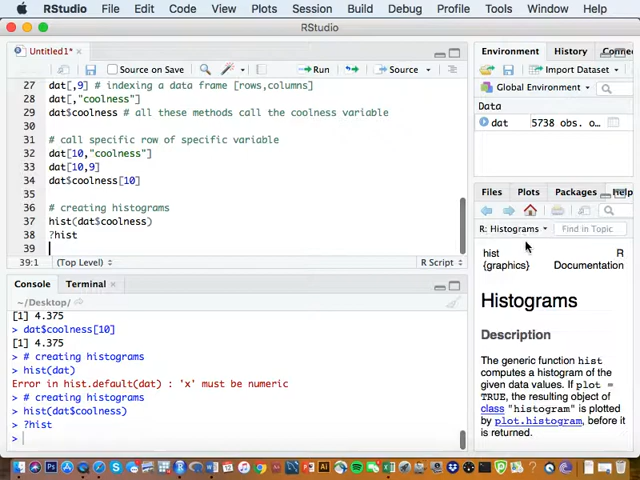 RStudio File Edit Code View Plots Session Build Debug Profile Tools Window Help
RStudio
Untitled1*
Source on Save Run Source
27 dat[,9] # indexing a data frame [rows,columns]
28 dat[,"coolness"]
29 dat$coolness # all these methods call the coolness variable
30
31 # call specific row of specific variable
32 dat[10,"coolness"]
33 dat[10,9]
34 dat$coolness[10]
35
36 # creating histograms
37 hist(dat$coolness)
38 ?hist
39
39:1 (Top Level) R Script
Console Terminal
~/Desktop/
[1] 4.375
> dat$coolness[10]
[1] 4.375
> # creating histograms
> hist(dat)
Error in hist.default(dat) : 'x' must be numeric
> # creating histograms
> hist(dat$coolness)
> ?hist
>
Environment History Conne
Import Dataset
Global Environment
Data
dat 5738 obs. o…
Files Plots Packages Help
R: Histograms Find in Topic
hist R
{graphics} Documentation
Histograms
Description
The generic function hist
computes a histogram of the
given data values. If plot =
TRUE, the resulting object of
class "histogram" is plotted
by plot.histogram, before it
is returned.